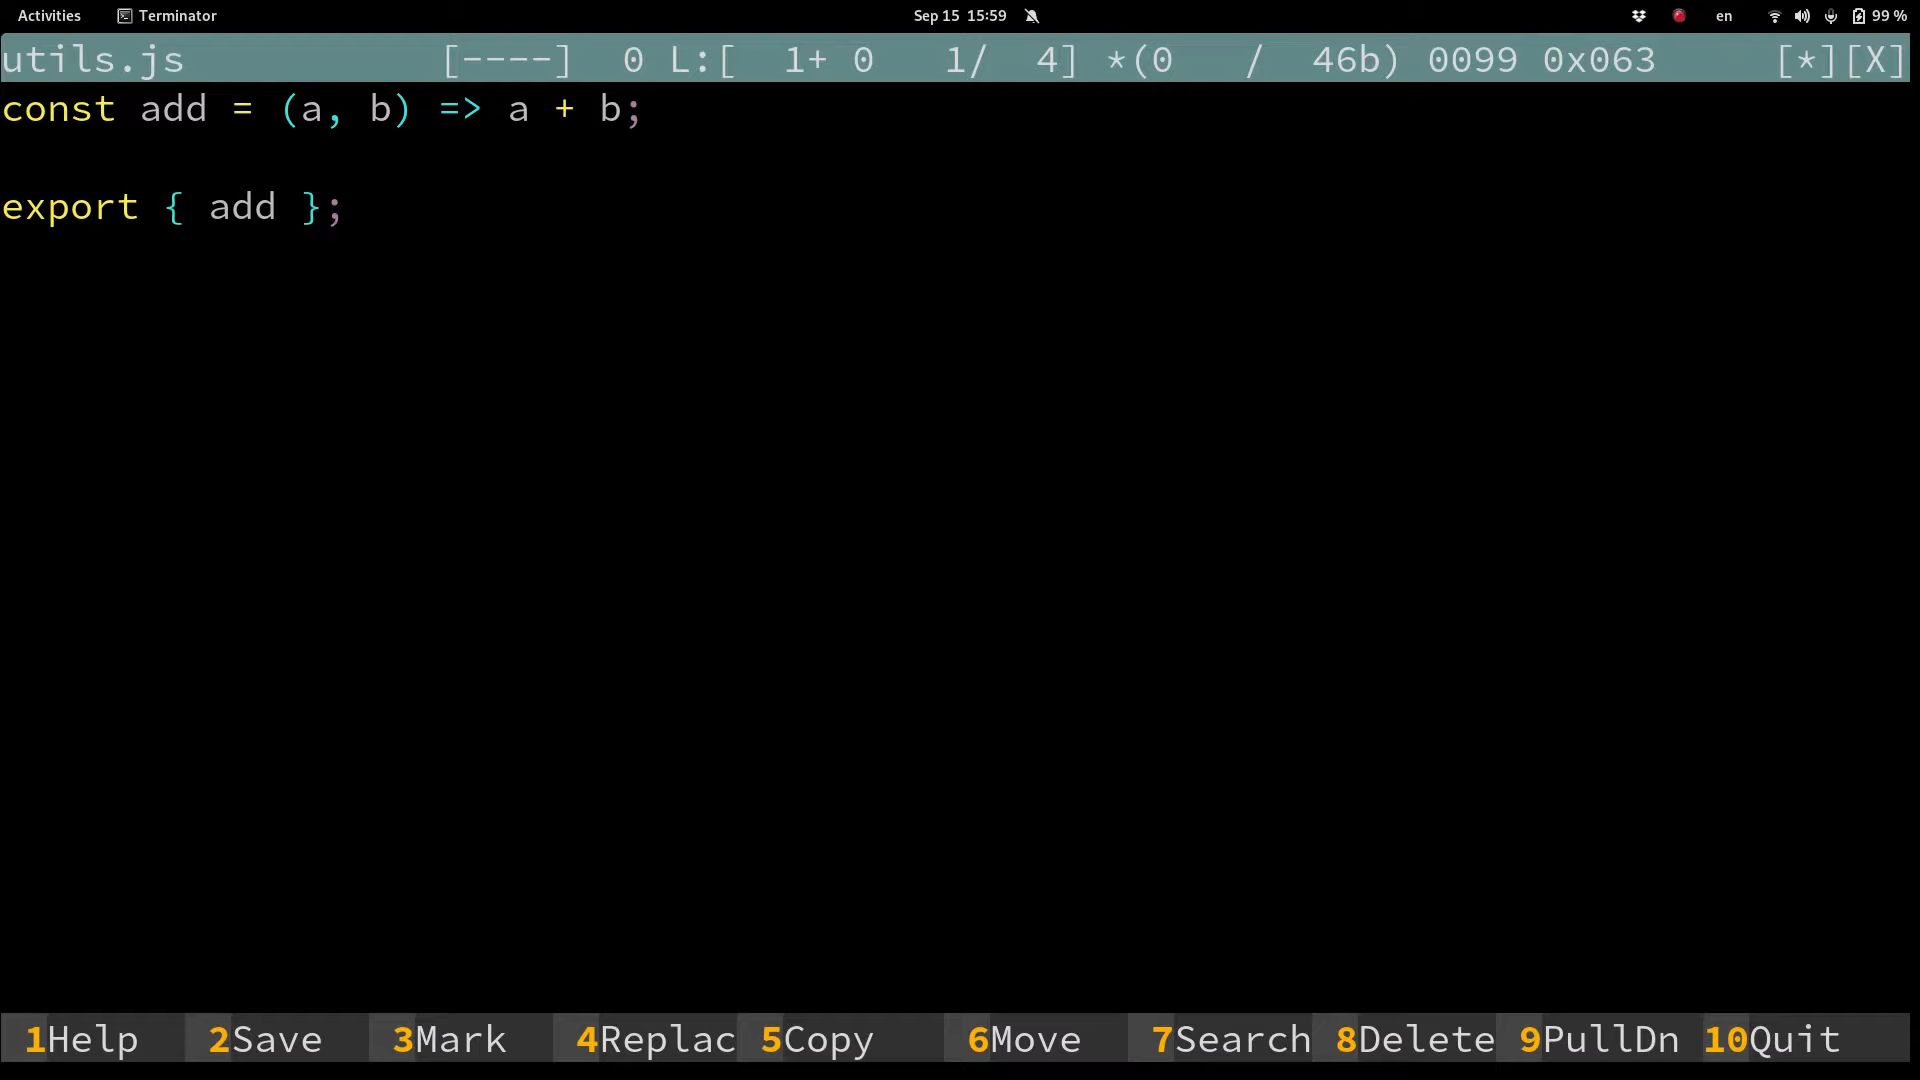 Activities Terminator Sep 15 15:59 en 99 %
utils.js [----] 0 L:[ 1+ 0 1/ 4] *(0 / 46b) 0099 0x063 [*][X]
const add = (a, b) => a + b;
export { add };
1Help 2Save 3Mark 4Replac 5Copy 6Move 7Search 8Delete 9PullDn 10Quit